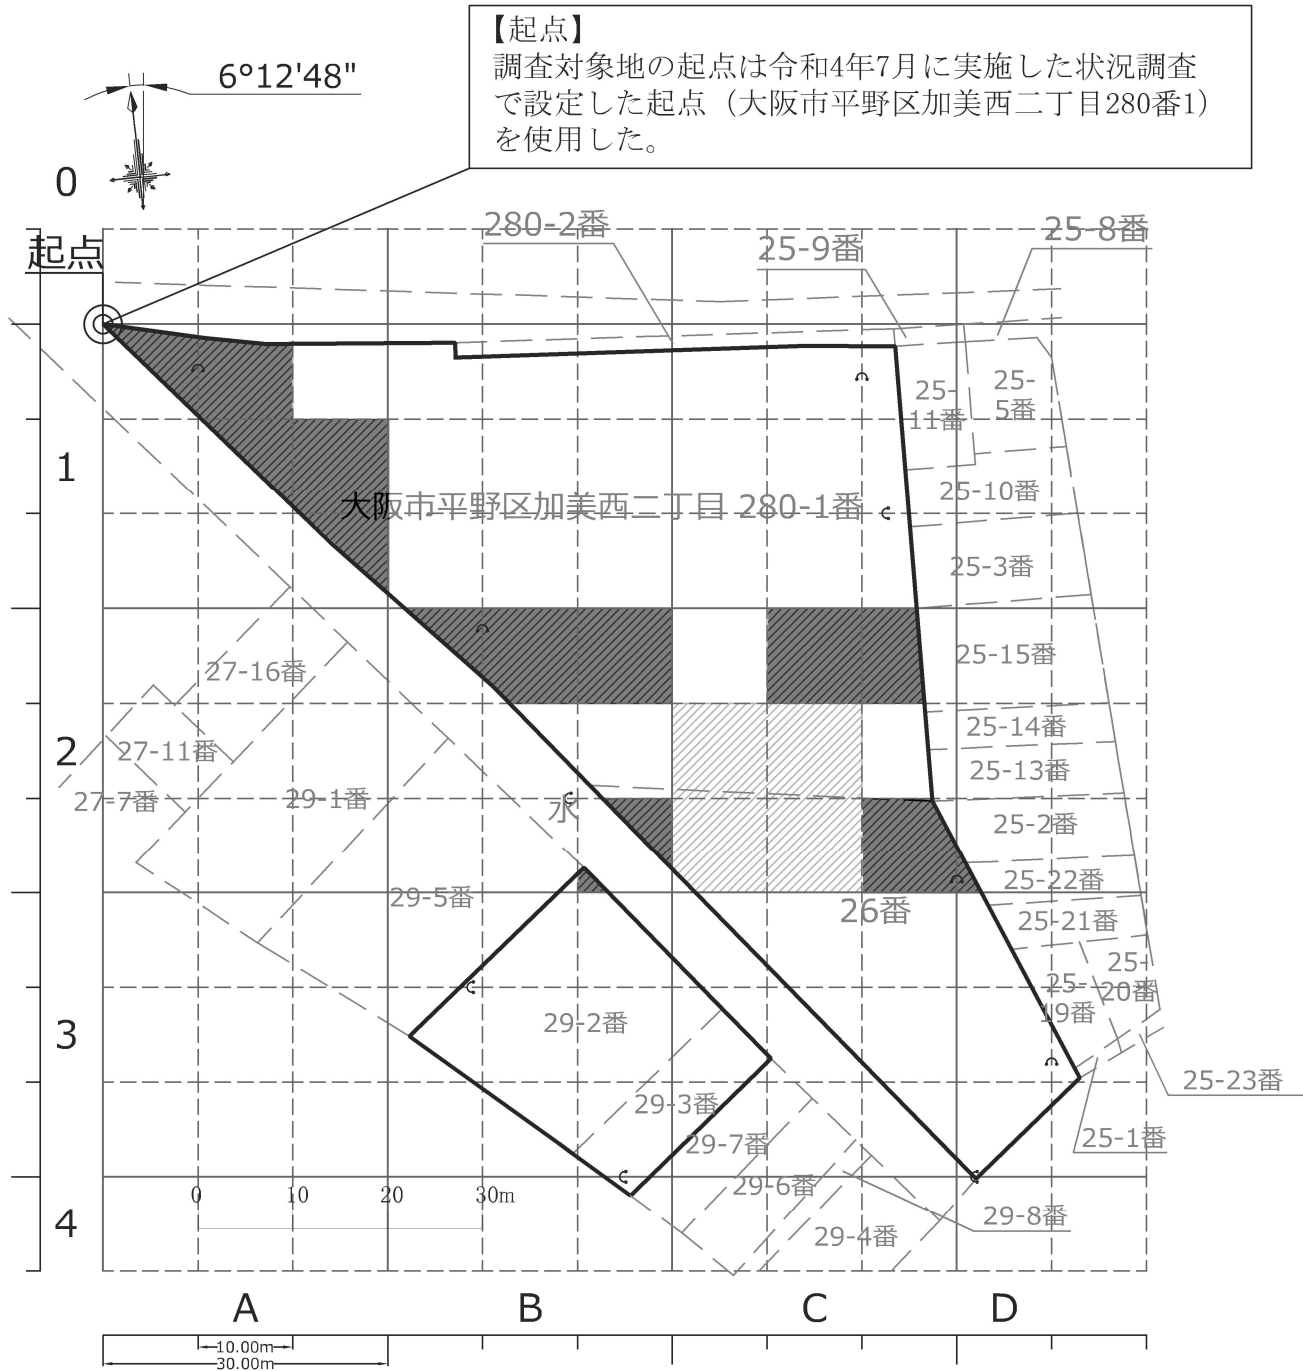 【起点】
調査対象地の起点は令和4年7月に実施した状況調査
で設定した起点（大阪市平野区加美西二丁目280番1）
を使用した。
6°12'48"
0
起点
280-2番
25-9番
25-8番
25-
11番
25-
5番
1
大阪市平野区加美西二丁目 280-1番
25-10番
25-3番
27-16番
25-15番
25-14番
2
27-11番
25-13番
27-7番
29-1番
水
25-2番
29-5番
25-22番
26番
25-21番
25-
20番
25-
19番
29-2番
3
25-23番
29-3番
29-7番
25-1番
29-6番
0 10 20 30m
29-8番
4
29-4番
A B C D
10.00m
30.00m